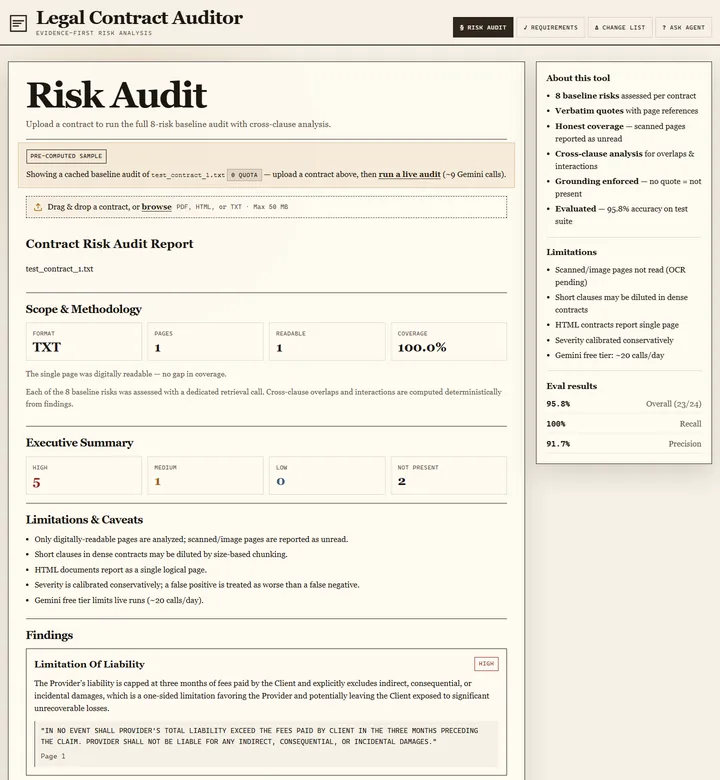 Legal Contract Auditor
EVIDENCE-FIRST RISK ANALYSIS
§ RISK AUDIT
✓ REQUIREMENTS
Δ CHANGE LIST
? ASK AGENT
Risk Audit
Upload a contract to run the full 8-risk baseline audit with cross-clause analysis.
PRE-COMPUTED SAMPLE
Showing a cached baseline audit of test_contract_1.txt 0 QUOTA — upload a contract above, then run a live audit (~9 Gemini calls).
Drag & drop a contract, or browse PDF, HTML, or TXT · Max 50 MB
Contract Risk Audit Report
test_contract_1.txt
Scope & Methodology
FORMAT
TXT
PAGES
1
READABLE
1
COVERAGE
100.0%
The single page was digitally readable — no gap in coverage.
Each of the 8 baseline risks was assessed with a dedicated retrieval call. Cross-clause overlaps and interactions are computed deterministically
from findings.
Executive Summary
HIGH
5
MEDIUM
1
LOW
0
NOT PRESENT
2
Limitations & Caveats
• Only digitally-readable pages are analyzed; scanned/image pages are reported as unread.
• Short clauses in dense contracts may be diluted by size-based chunking.
• HTML documents report as a single logical page.
• Severity is calibrated conservatively; a false positive is treated as worse than a false negative.
• Gemini free tier limits live runs (~20 calls/day).
Findings
Limitation Of Liability
HIGH
The Provider's liability is capped at three months of fees paid by the Client and explicitly excludes indirect, consequential, or
incidental damages, which is a one-sided limitation favoring the Provider and potentially leaving the Client exposed to significant
unrecoverable losses.
"IN NO EVENT SHALL PROVIDER'S TOTAL LIABILITY EXCEED THE FEES PAID BY CLIENT IN THE THREE MONTHS PRECEDING
THE CLAIM. PROVIDER SHALL NOT BE LIABLE FOR ANY INDIRECT, CONSEQUENTIAL, OR INCIDENTAL DAMAGES."
Page 1
About this tool
• 8 baseline risks assessed per contract
• Verbatim quotes with page references
• Honest coverage — scanned pages
reported as unread
• Cross-clause analysis for overlaps &
interactions
• Grounding enforced — no quote = not
present
• Evaluated — 95.8% accuracy on test
suite
Limitations
• Scanned/image pages not read (OCR
pending)
• Short clauses may be diluted in dense
contracts
• HTML contracts report single page
• Severity calibrated conservatively
• Gemini free tier: ~20 calls/day
Eval results
95.8% Overall (23/24)
100% Recall
91.7% Precision